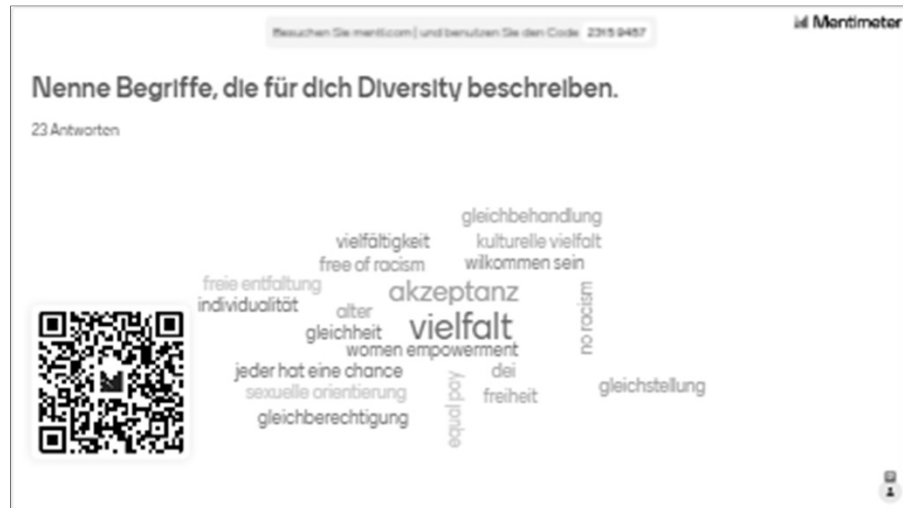 Besuchen Sie menti.com | und benutzen Sie den Code 2315 9457
Mentimeter
Nenne Begriffe, die für dich Diversity beschreiben.
23 Antworten
gleichbehandlung
vielfältigkeit
kulturelle vielfalt
free of racism
wilkommen sein
freie entfaltung
akzeptanz
individualität
alter
no racism
gleichheit
vielfalt
women empowerment
jeder hat eine chance
dei
sexuelle orientierung
freiheit
gleichstellung
equal pay
gleichberechtigung